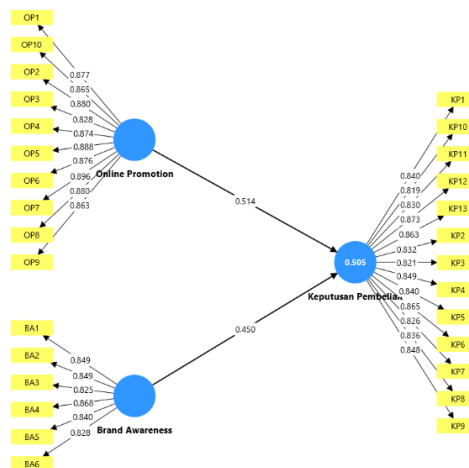 OP1
OP10
OP2
OP3
OP4
OP5
OP6
OP7
OP8
OP9
0.877
0.865
0.880
0.828
0.874
0.888
0.876
0.896
0.880
0.863
Online Promotion
0.514
BA1
BA2
BA3
BA4
BA5
BA6
0.849
0.849
0.825
0.868
0.840
0.828
Brand Awareness
0.450
0.505
Keputusan Pembelian
0.840
0.819
0.830
0.873
0.863
0.832
0.821
0.849
0.840
0.865
0.826
0.836
0.848
KP1
KP10
KP11
KP12
KP13
KP2
KP3
KP4
KP5
KP6
KP7
KP8
KP9